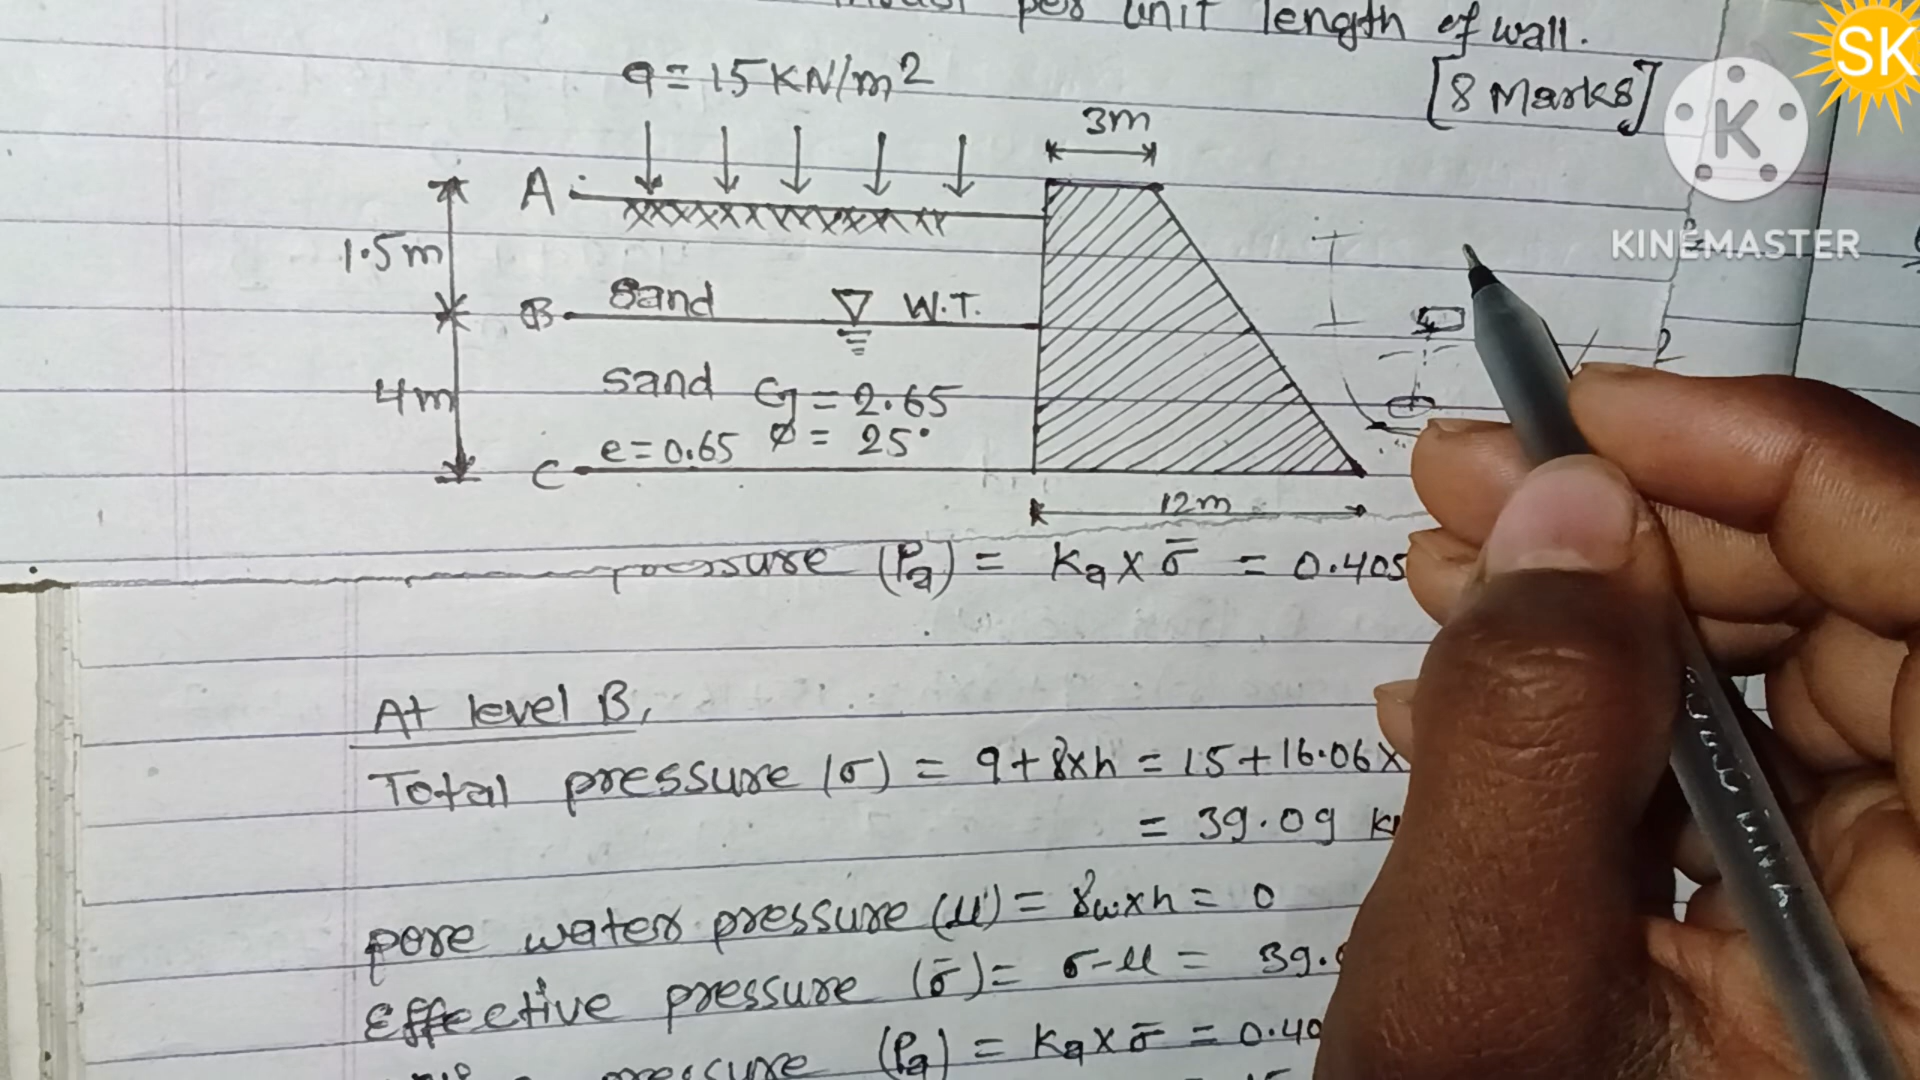 per unit length of wall.
[8 Marks]
SK
K
KINEMASTER
q = 15 KN/m2
3m
A
1.5m
B Sand W.T.
4m
sand G = 2.65
e = 0.65 ϕ = 25°
C
12m
pressure (Pa) = Ka x σ̄ = 0.405
At level B,
Total pressure (σ) = q + γxh = 15 + 16.06 x
= 39.09
pore water pressure (u) = γw x h = 0
Effective pressure (σ̄) = σ - u = 39.
pressure (Pa) = Ka x σ̄ = 0.40